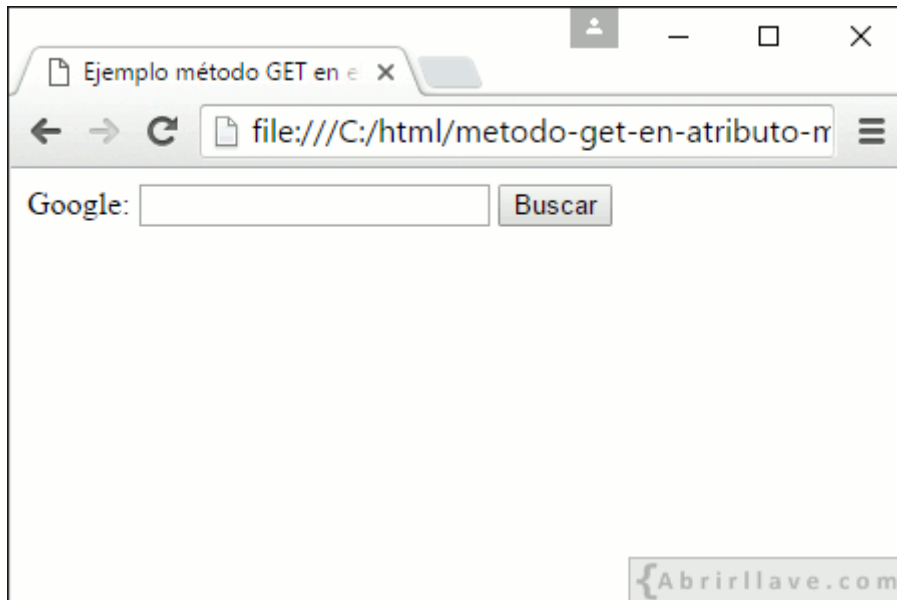 Ejemplo método GET en e
file:///C:/html/metodo-get-en-atributo-m
Google: Buscar
{Abrirllave.com